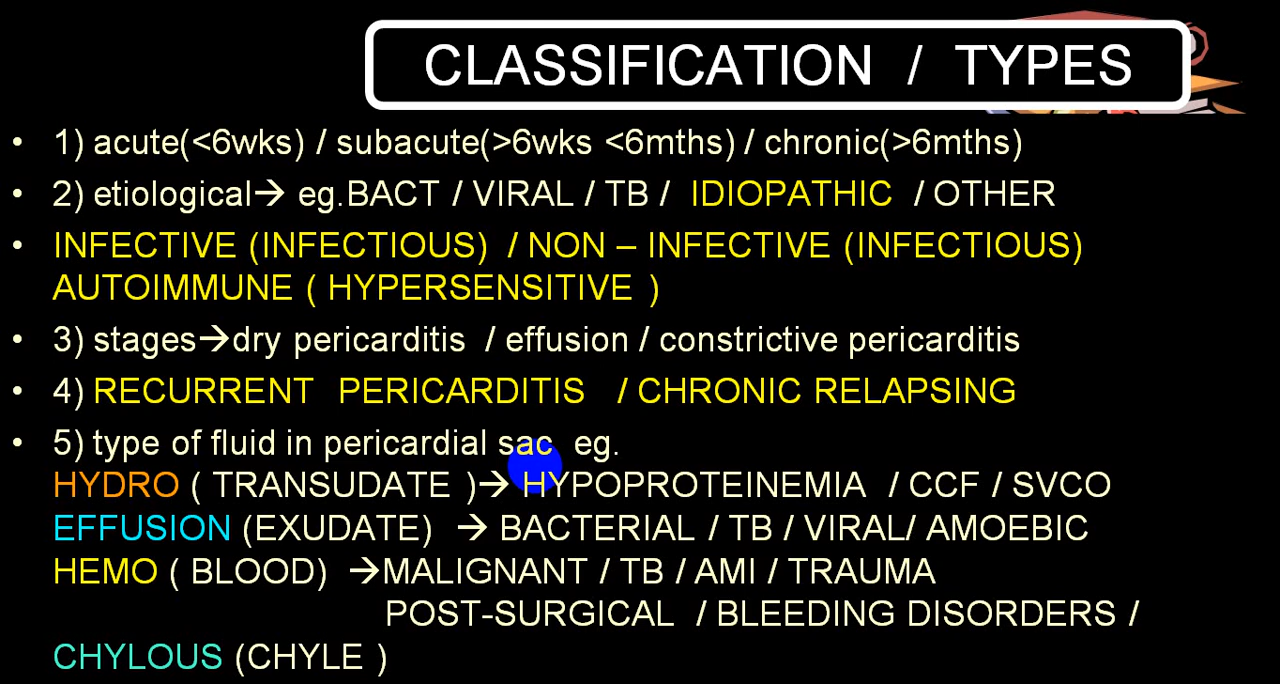 CLASSIFICATION / TYPES
• 1) acute(<6wks) / subacute(>6wks <6mths) / chronic(>6mths)
• 2) etiological→ eg.BACT / VIRAL / TB / IDIOPATHIC / OTHER
• INFECTIVE (INFECTIOUS) / NON – INFECTIVE (INFECTIOUS)
AUTOIMMUNE ( HYPERSENSITIVE )
• 3) stages→dry pericarditis / effusion / constrictive pericarditis
• 4) RECURRENT PERICARDITIS / CHRONIC RELAPSING
• 5) type of fluid in pericardial sac eg.
HYDRO ( TRANSUDATE )→ HYPOPROTEINEMIA / CCF / SVCO
EFFUSION (EXUDATE) → BACTERIAL / TB / VIRAL/ AMOEBIC
HEMO ( BLOOD) →MALIGNANT / TB / AMI / TRAUMA
POST-SURGICAL / BLEEDING DISORDERS /
CHYLOUS (CHYLE )